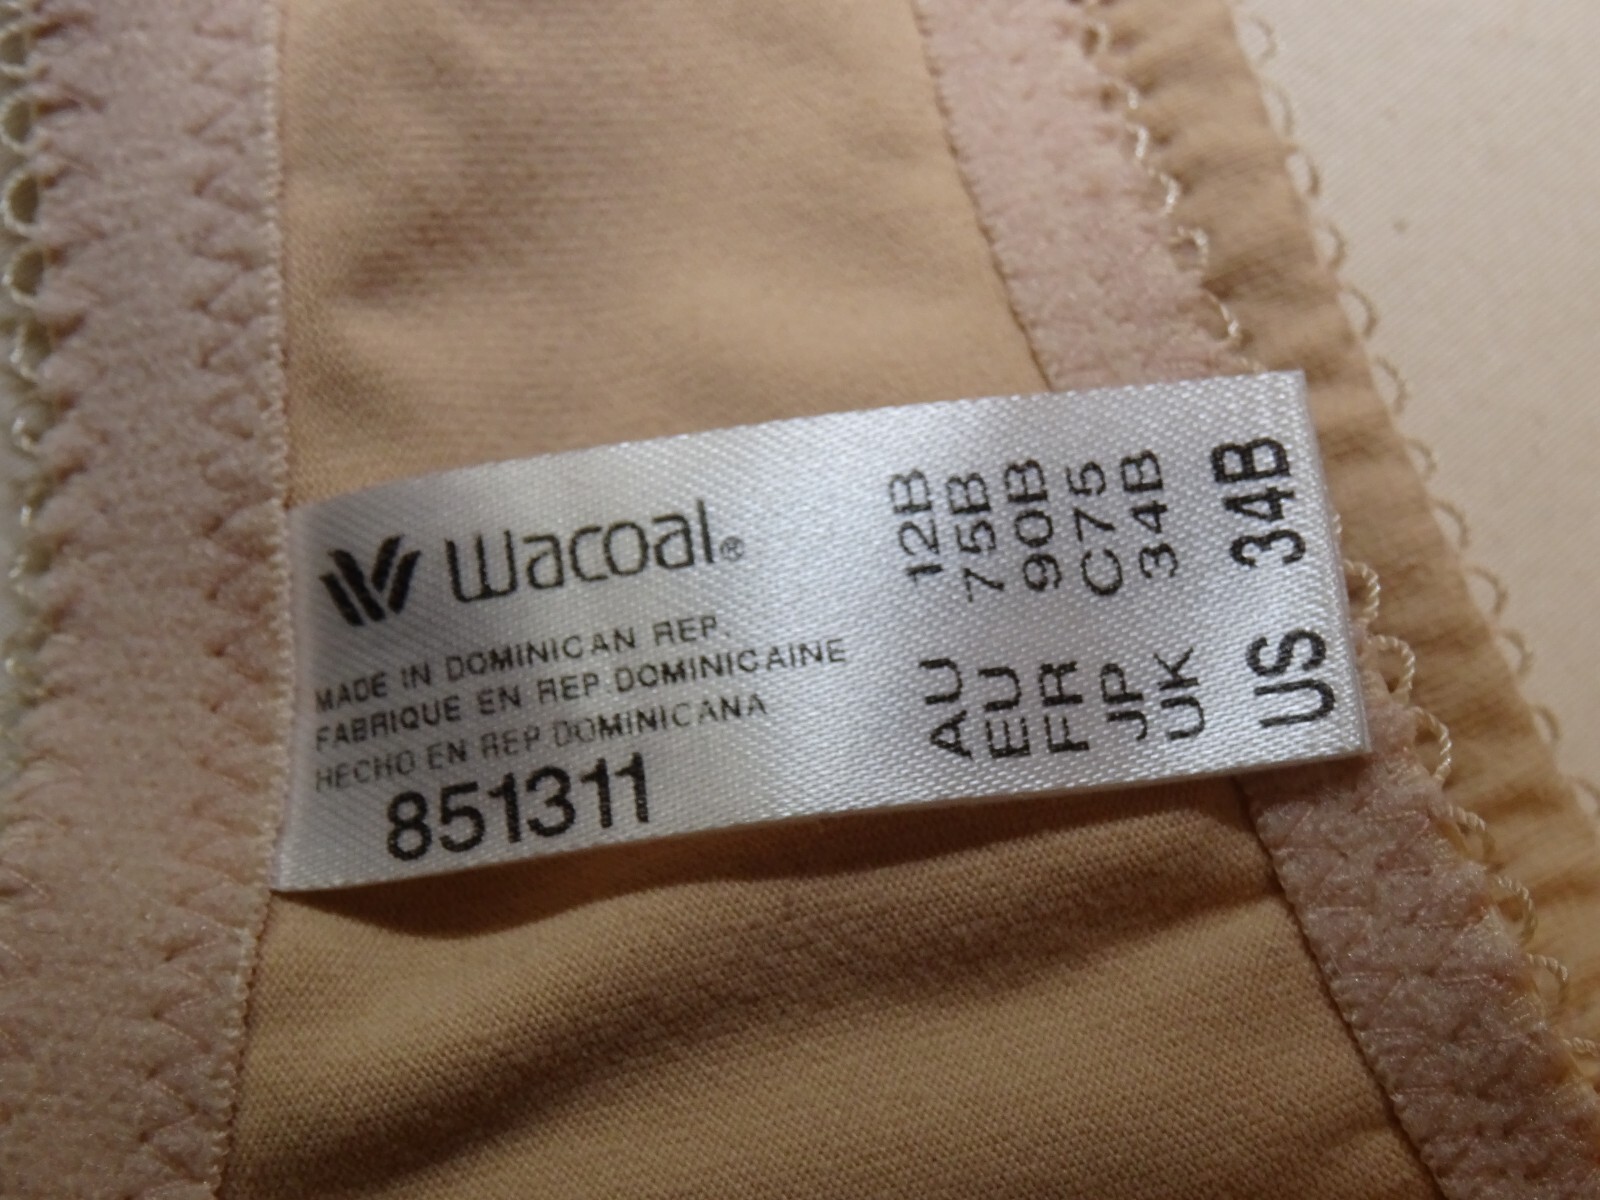 Wacoal®
MADE IN DOMINICAN REP.
FABRIQUE EN REP.DOMINICAINE
HECHO EN REP.DOMINICANA
851311
AU 12B
EU 75B
FR 90B
JP C75
UK 34B
US 34B